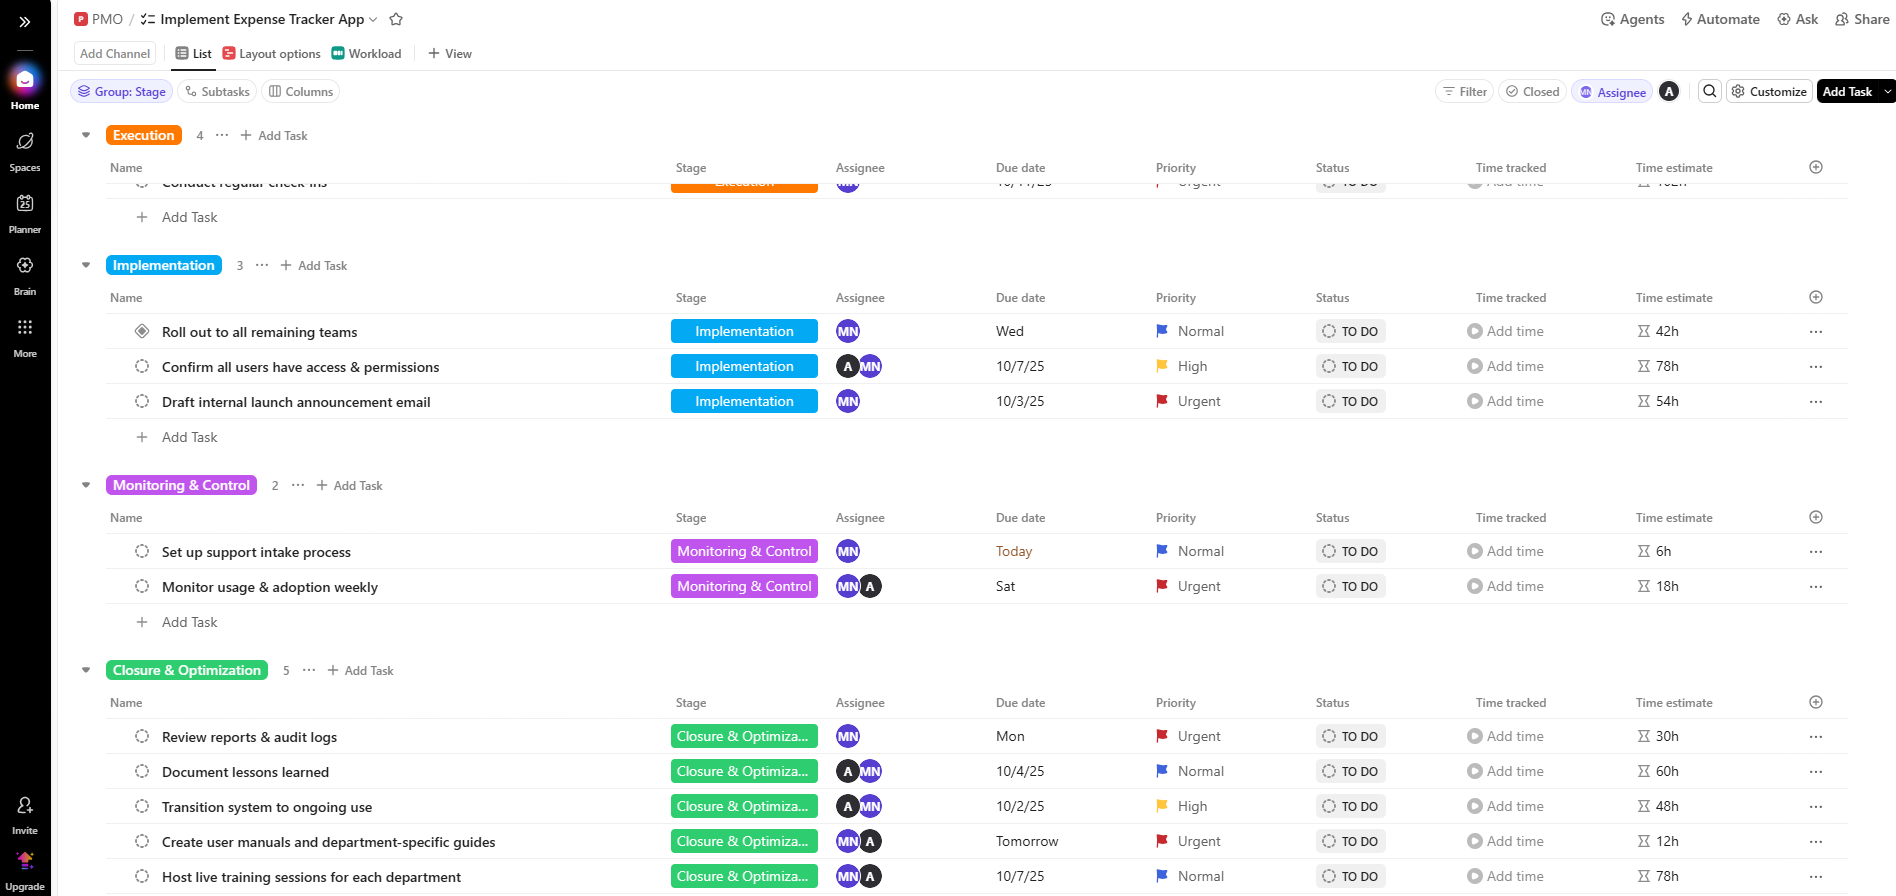 PMO / Implement Expense Tracker App
Agents Automate Ask Share
Add Channel List Layout options Workload + View
Group: Stage Subtasks Columns
Filter Closed MN Assignee A Customize Add Task
Home
Spaces
25
Planner
Brain
More
Invite
Upgrade
Execution 4 ... + Add Task
Name Stage Assignee Due date Priority Status Time tracked Time estimate
Conduct regular check-ins Execution MN Urgent TO DO Add time
+ Add Task
Implementation 3 ... + Add Task
Name Stage Assignee Due date Priority Status Time tracked Time estimate
Roll out to all remaining teams Implementation MN Wed Normal TO DO Add time 42h ...
Confirm all users have access & permissions Implementation A MN 10/7/25 High TO DO Add time 78h ...
Draft internal launch announcement email Implementation MN 10/3/25 Urgent TO DO Add time 54h ...
+ Add Task
Monitoring & Control 2 ... + Add Task
Name Stage Assignee Due date Priority Status Time tracked Time estimate
Set up support intake process Monitoring & Control MN Today Normal TO DO Add time 6h ...
Monitor usage & adoption weekly Monitoring & Control MN A Sat Urgent TO DO Add time 18h ...
+ Add Task
Closure & Optimization 5 ... + Add Task
Name Stage Assignee Due date Priority Status Time tracked Time estimate
Review reports & audit logs Closure & Optimiza... MN Mon Urgent TO DO Add time 30h ...
Document lessons learned Closure & Optimiza... A MN 10/4/25 Normal TO DO Add time 60h ...
Transition system to ongoing use Closure & Optimiza... A MN 10/2/25 High TO DO Add time 48h ...
Create user manuals and department-specific guides Closure & Optimiza... MN A Tomorrow Urgent TO DO Add time 12h ...
Host live training sessions for each department Closure & Optimiza... MN A 10/7/25 Normal TO DO Add time 78h ...